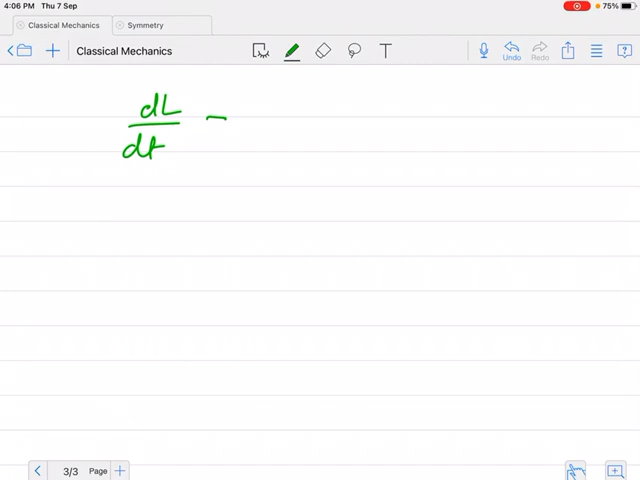 4:06 PM Thu 7 Sep 75%
Classical Mechanics Symmetry
Classical Mechanics T Undo Redo
dL
dt
3/3 Page